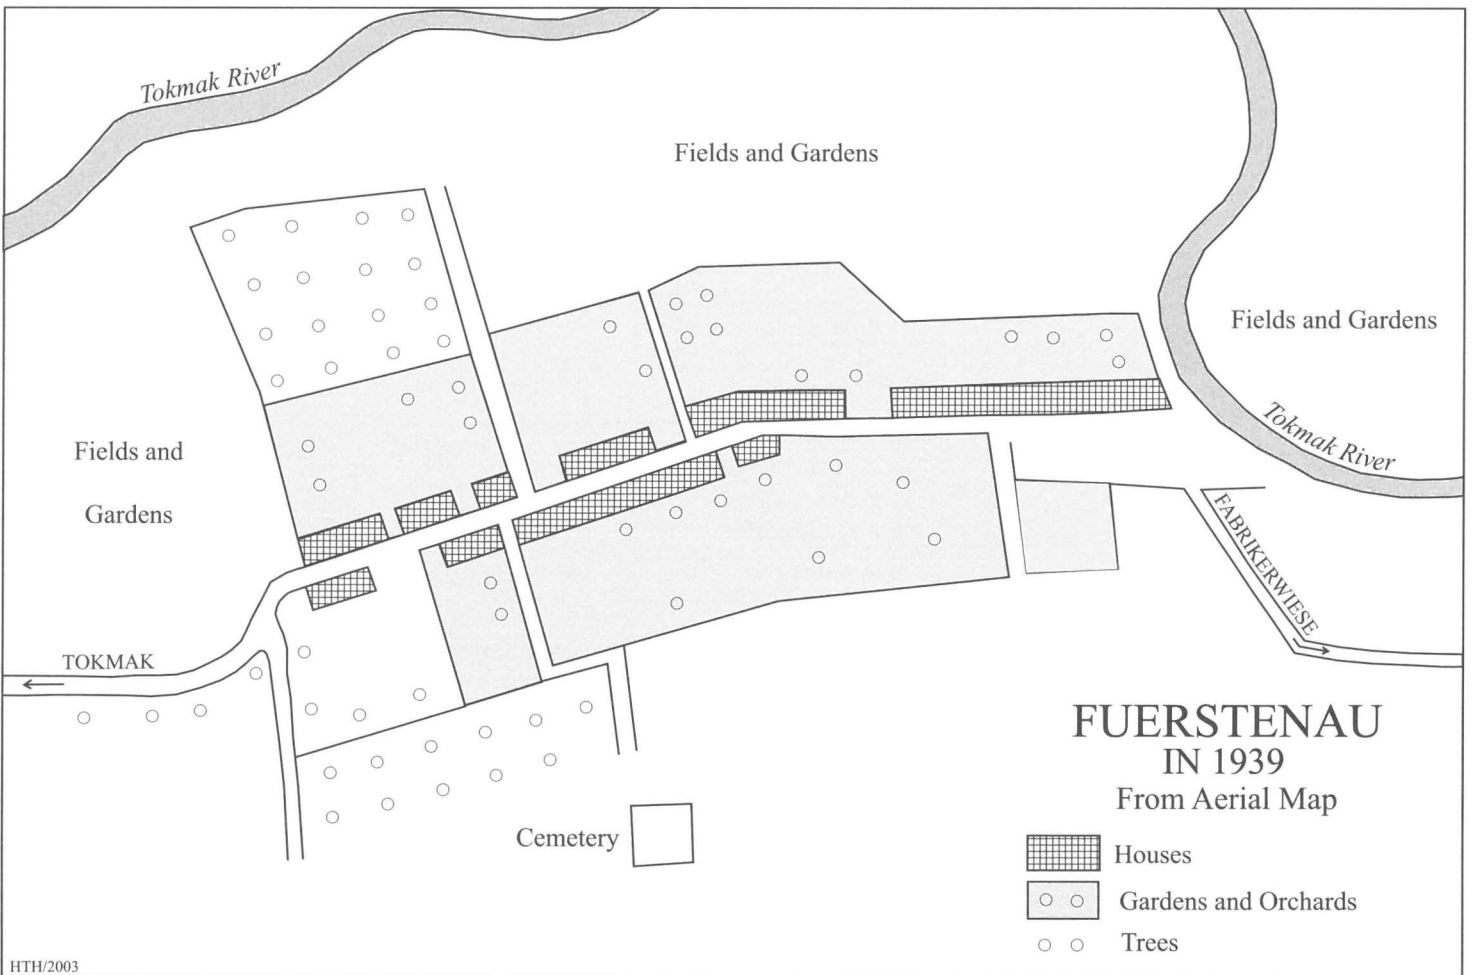 Tokmak River
Fields and Gardens
Fields and Gardens
Tokmak River
Fields and
Gardens
FABRIKERWIESE
TOKMAK
Cemetery
FUERSTENAU
IN 1939
From Aerial Map
Houses
Gardens and Orchards
Trees
HTH/2003